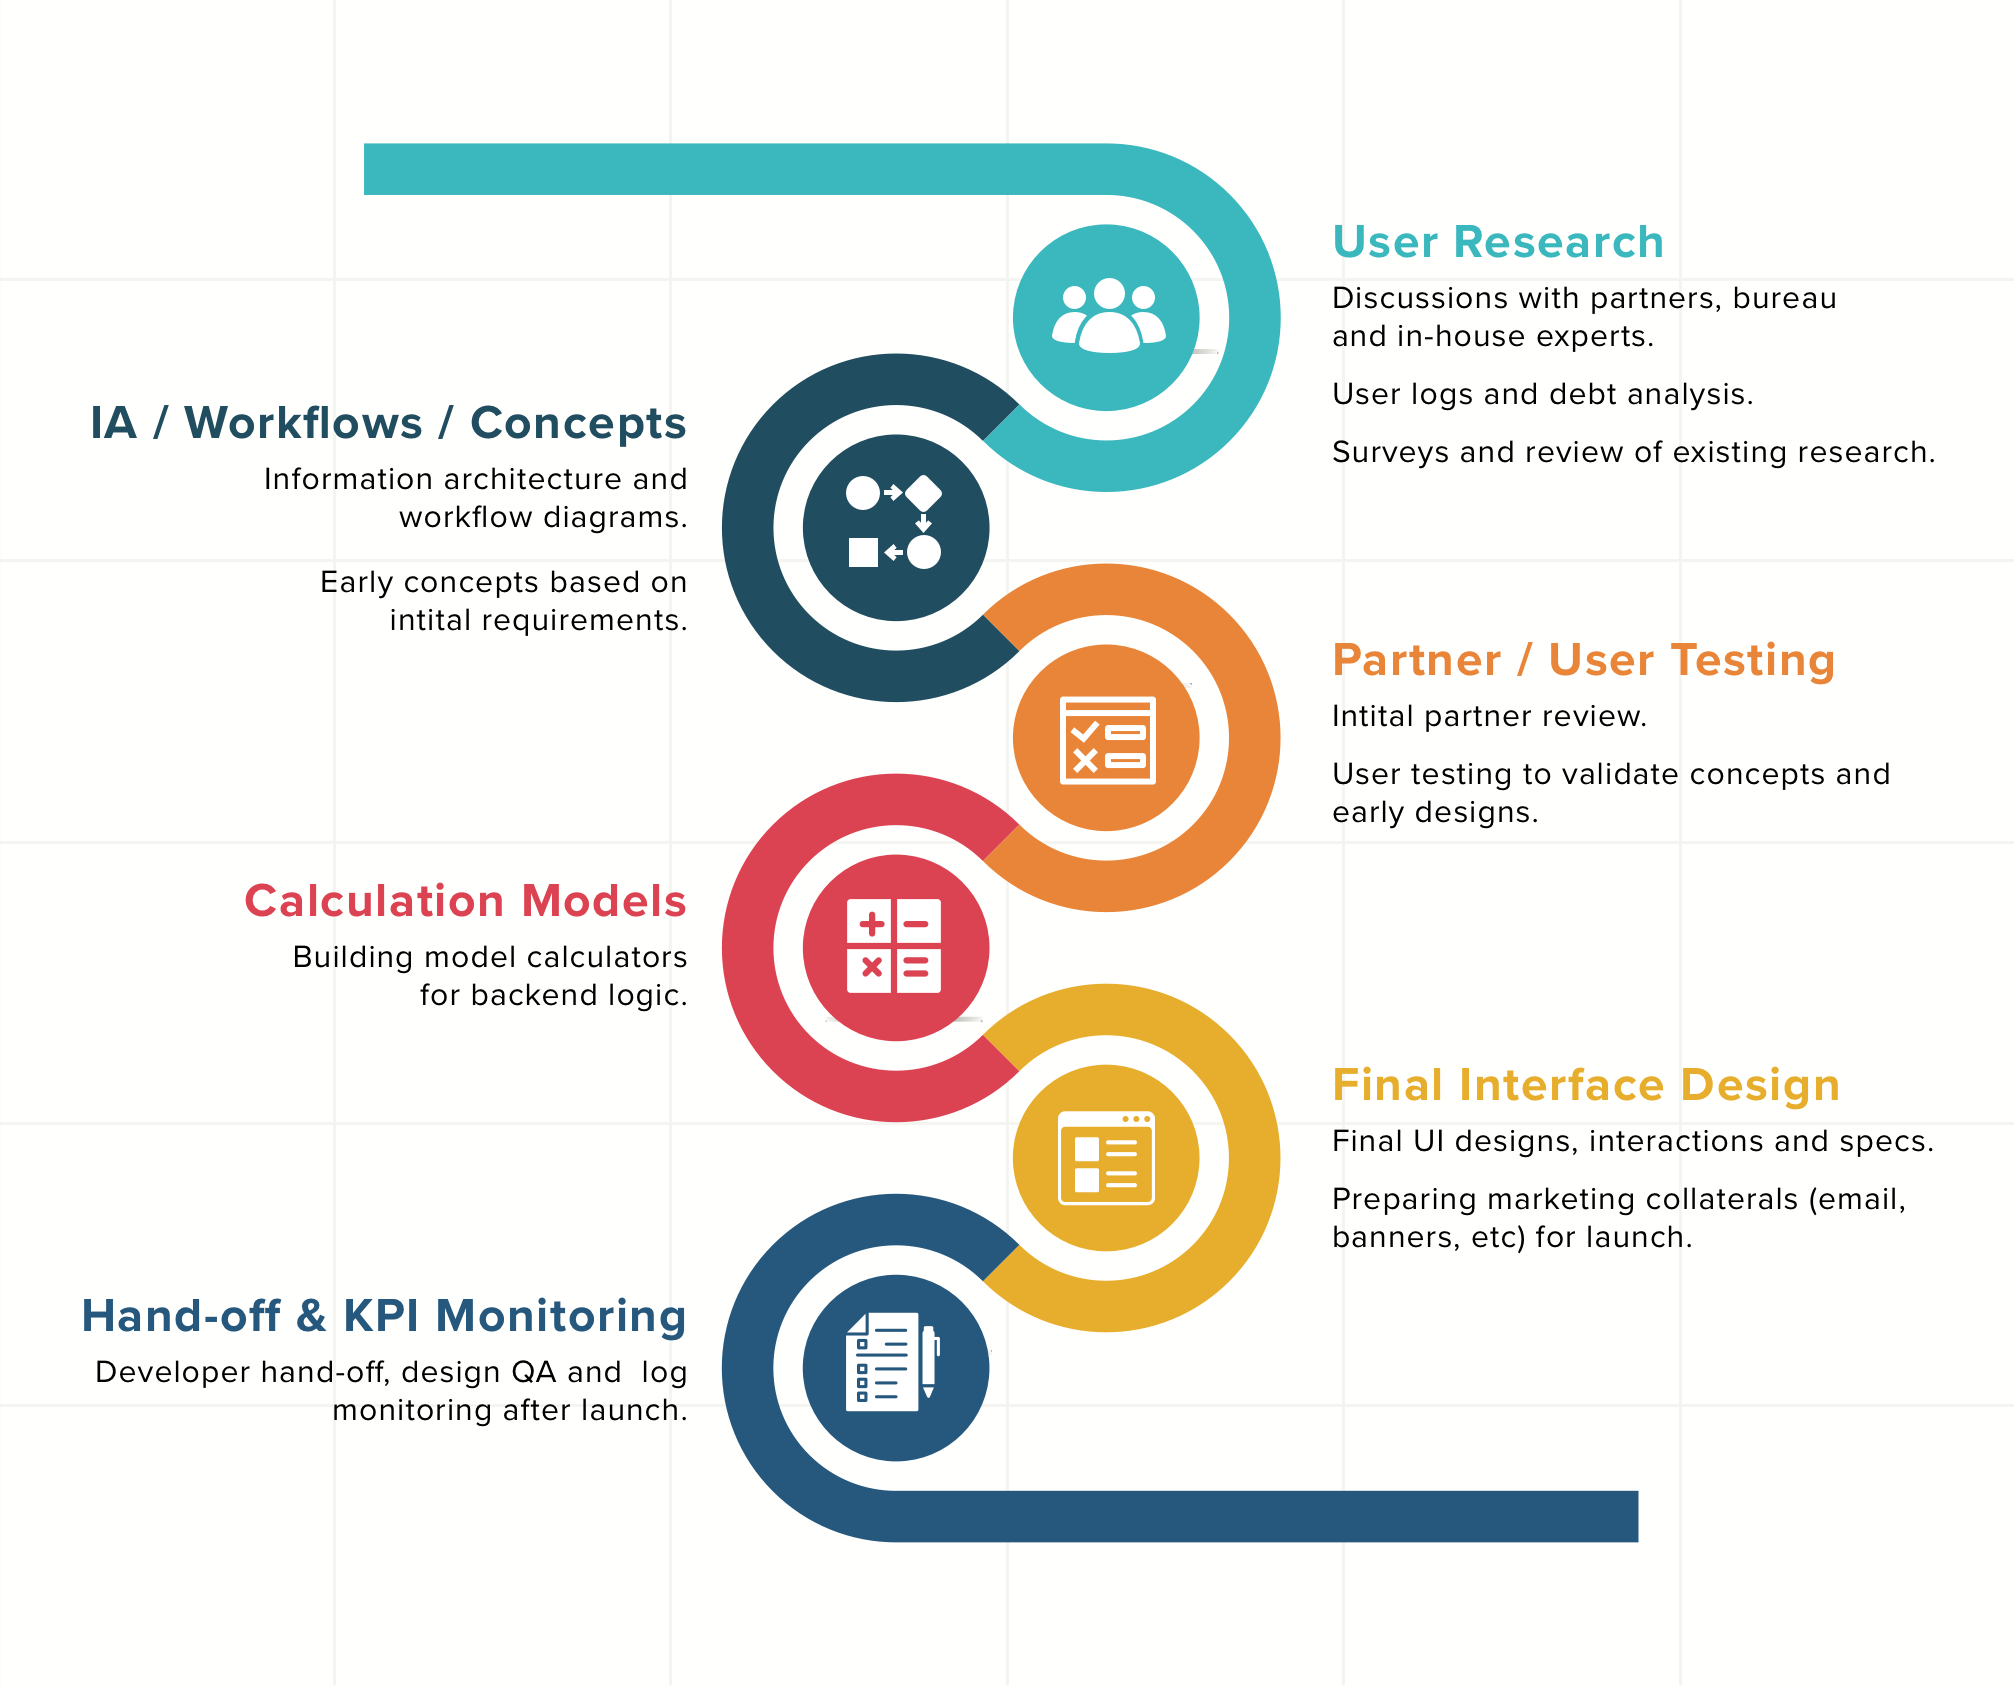 User Research
Discussions with partners, bureau
and in-house experts.
User logs and debt analysis.
Surveys and review of existing research.
IA / Workflows / Concepts
Information architecture and
workflow diagrams.
Early concepts based on
intital requirements.
Partner / User Testing
Intital partner review.
User testing to validate concepts and
early designs.
Calculation Models
Building model calculators
for backend logic.
Final Interface Design
Final UI designs, interactions and specs.
Preparing marketing collaterals (email,
banners, etc) for launch.
Hand-off & KPI Monitoring
Developer hand-off, design QA and  log
monitoring after launch.